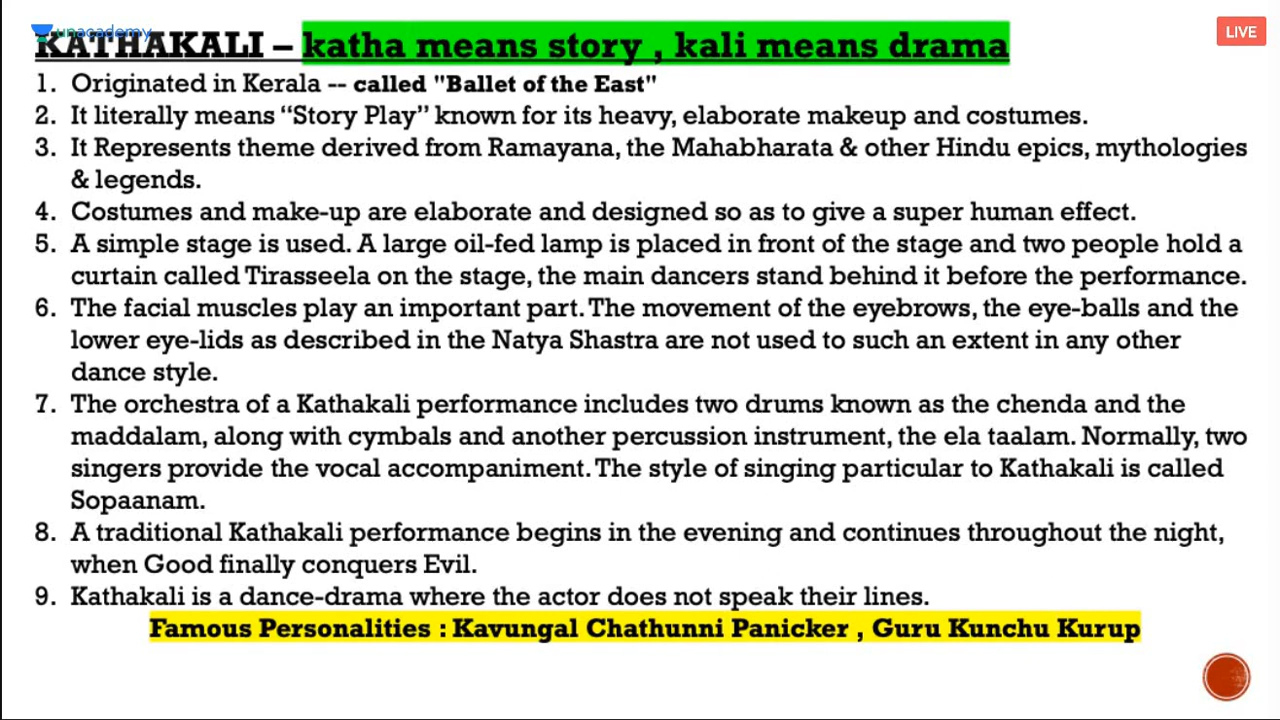 unacademy
LIVE
KATHAKALI – katha means story , kali means drama
1. Originated in Kerala -- called "Ballet of the East"
2. It literally means “Story Play” known for its heavy, elaborate makeup and costumes.
3. It Represents theme derived from Ramayana, the Mahabharata & other Hindu epics, mythologies
& legends.
4. Costumes and make-up are elaborate and designed so as to give a super human effect.
5. A simple stage is used. A large oil-fed lamp is placed in front of the stage and two people hold a
curtain called Tirasseela on the stage, the main dancers stand behind it before the performance.
6. The facial muscles play an important part. The movement of the eyebrows, the eye-balls and the
lower eye-lids as described in the Natya Shastra are not used to such an extent in any other
dance style.
7. The orchestra of a Kathakali performance includes two drums known as the chenda and the
maddalam, along with cymbals and another percussion instrument, the ela taalam. Normally, two
singers provide the vocal accompaniment. The style of singing particular to Kathakali is called
Sopaanam.
8. A traditional Kathakali performance begins in the evening and continues throughout the night,
when Good finally conquers Evil.
9. Kathakali is a dance-drama where the actor does not speak their lines.
Famous Personalities : Kavungal Chathunni Panicker , Guru Kunchu Kurup